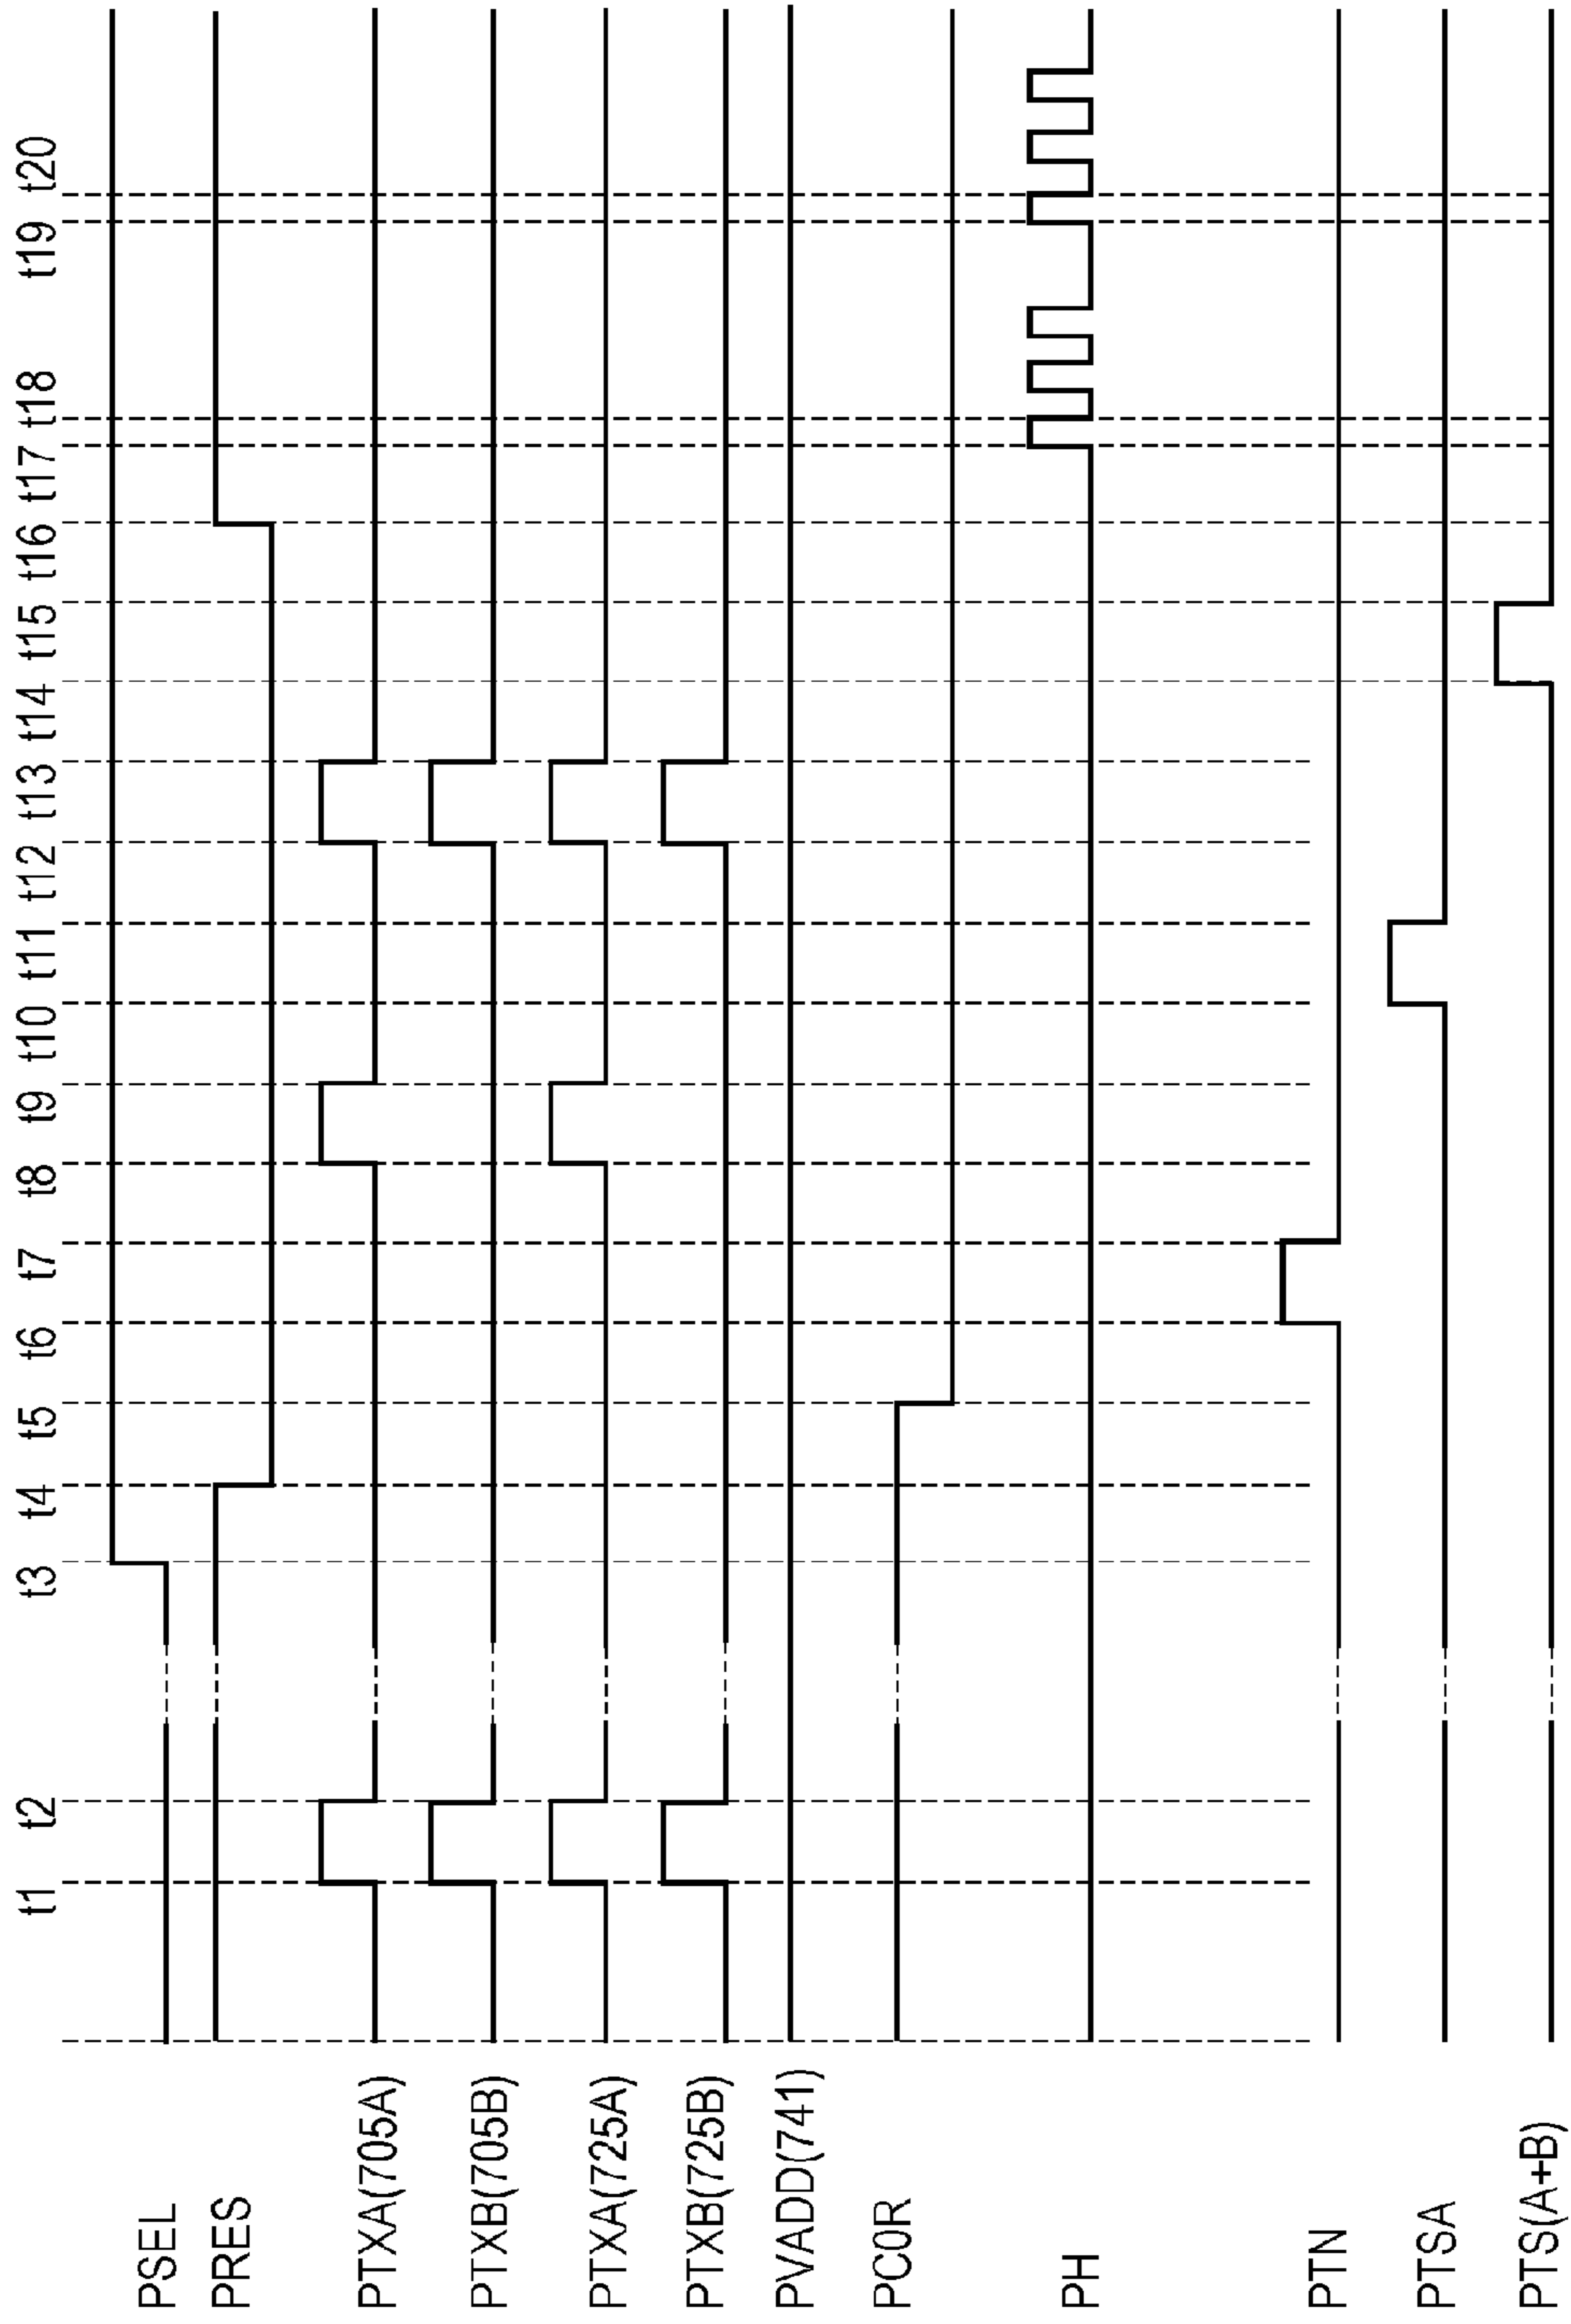 t1
t2
t3
t4
t5
t6
t7
t8
t9
t10
t11
t12
t13
t14
t15
t16
t17
t18
t19
t20
PSEL
PRES
PTXA(705A)
PTXB(705B)
PTXA(725A)
PTXB(725B)
PVADD(741)
PC0R
PH
PTN
PTSA
PTS(A+B)